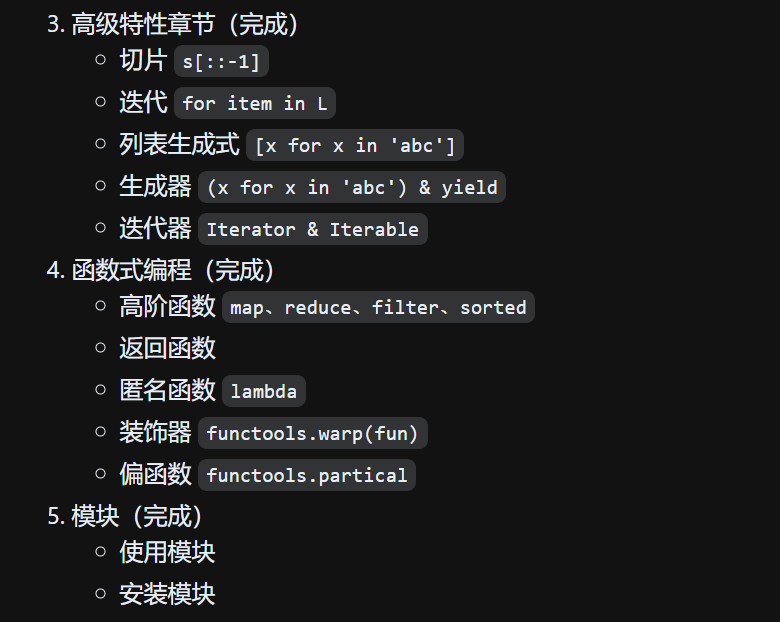 3. 高级特性章节（完成）
切片 s[::-1]
迭代 for item in L
列表生成式 [x for x in 'abc']
生成器 (x for x in 'abc') & yield
迭代器 Iterator & Iterable
4. 函数式编程（完成）
高阶函数 map、reduce、filter、sorted
返回函数
匿名函数 lambda
装饰器 functools.warp(fun)
偏函数 functools.partical
5. 模块（完成）
使用模块
安装模块